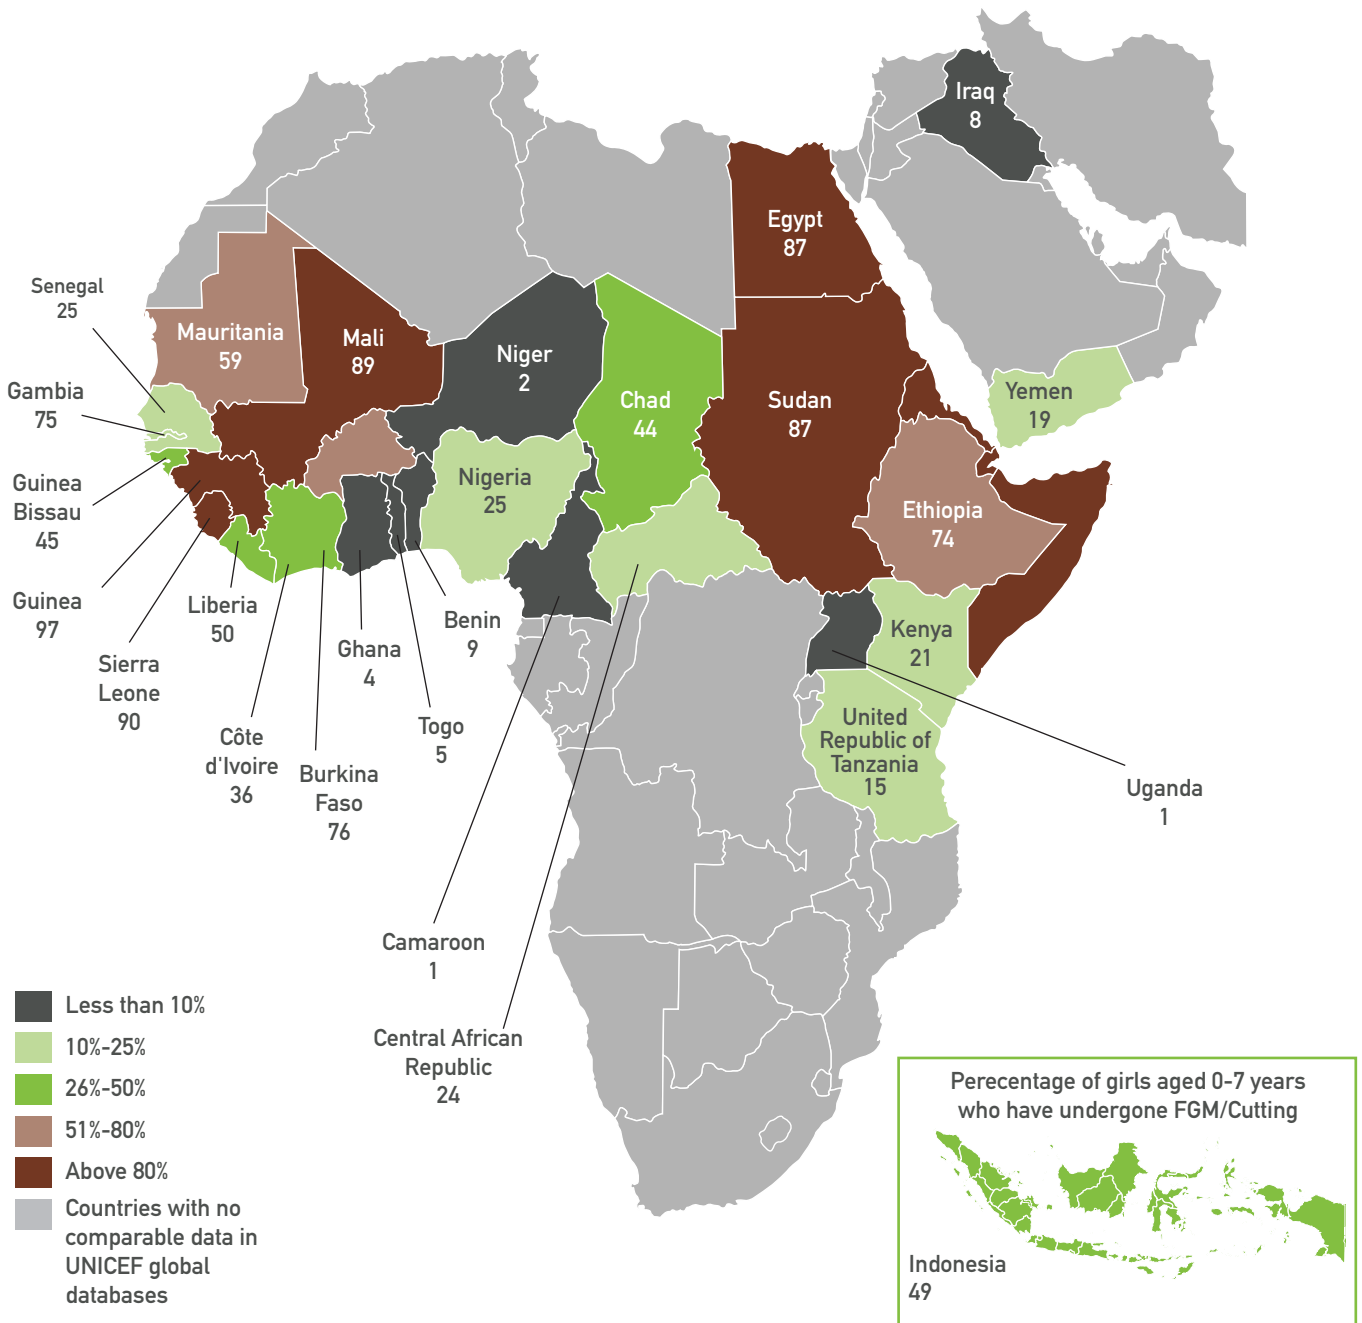 Iraq
8
Egypt
87
Senegal
25
Mauritania
59
Mali
89
Niger
2
Chad
44
Sudan
87
Yemen
19
Gambia
75
Nigeria
25
Ethiopia
74
Guinea
Bissau
45
Guinea
97
Liberia
50
Benin
9
Ghana
4
Kenya
21
Sierra
Leone
90
Togo
5
Côte
d'Ivoire
36
Burkina
Faso
76
United
Republic of
Tanzania
15
Uganda
1
Camaroon
1
Central African
Republic
24
Less than 10%
10%-25%
26%-50%
51%-80%
Above 80%
Countries with no
comparable data in
UNICEF global
databases
Perecentage of girls aged 0-7 years
who have undergone FGM/Cutting
Indonesia
49